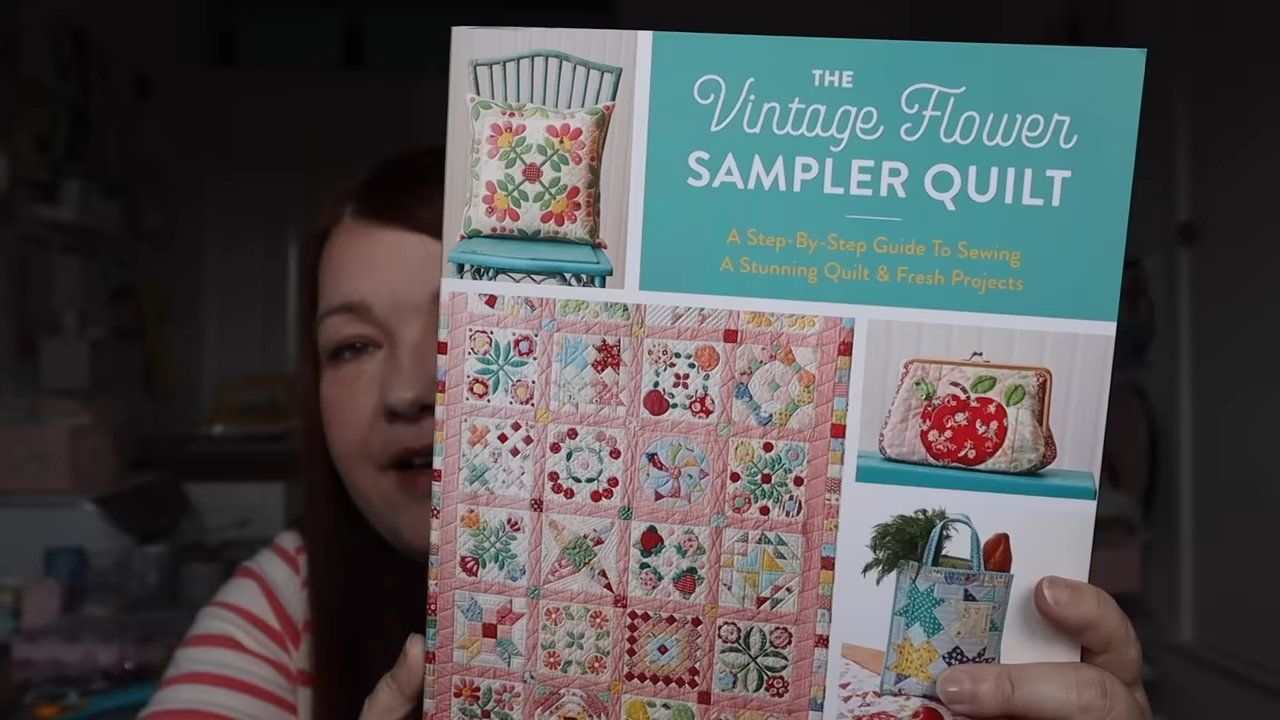 THE
Vintage Flower
SAMPLER QUILT
A Step-By-Step Guide To Sewing
A Stunning Quilt & Fresh Projects